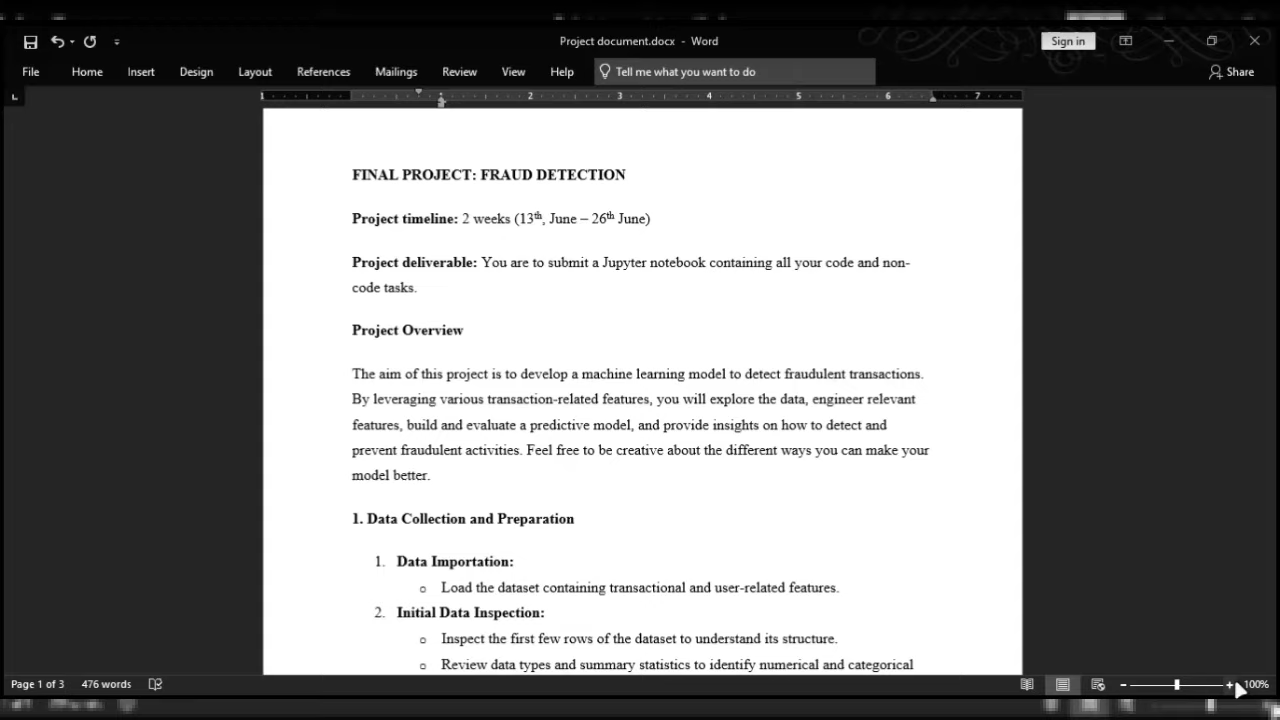 Project document.docx - Word
Sign in
File Home Insert Design Layout References Mailings Review View Help Tell me what you want to do Share
1 1 2 3 4 5 6 7
FINAL PROJECT: FRAUD DETECTION
Project timeline: 2 weeks (13th, June – 26th June)
Project deliverable: You are to submit a Jupyter notebook containing all your code and non-
code tasks.
Project Overview
The aim of this project is to develop a machine learning model to detect fraudulent transactions.
By leveraging various transaction-related features, you will explore the data, engineer relevant
features, build and evaluate a predictive model, and provide insights on how to detect and
prevent fraudulent activities. Feel free to be creative about the different ways you can make your
model better.
1. Data Collection and Preparation
1. Data Importation:
o Load the dataset containing transactional and user-related features.
2. Initial Data Inspection:
o Inspect the first few rows of the dataset to understand its structure.
o Review data types and summary statistics to identify numerical and categorical
Page 1 of 3 476 words 100%